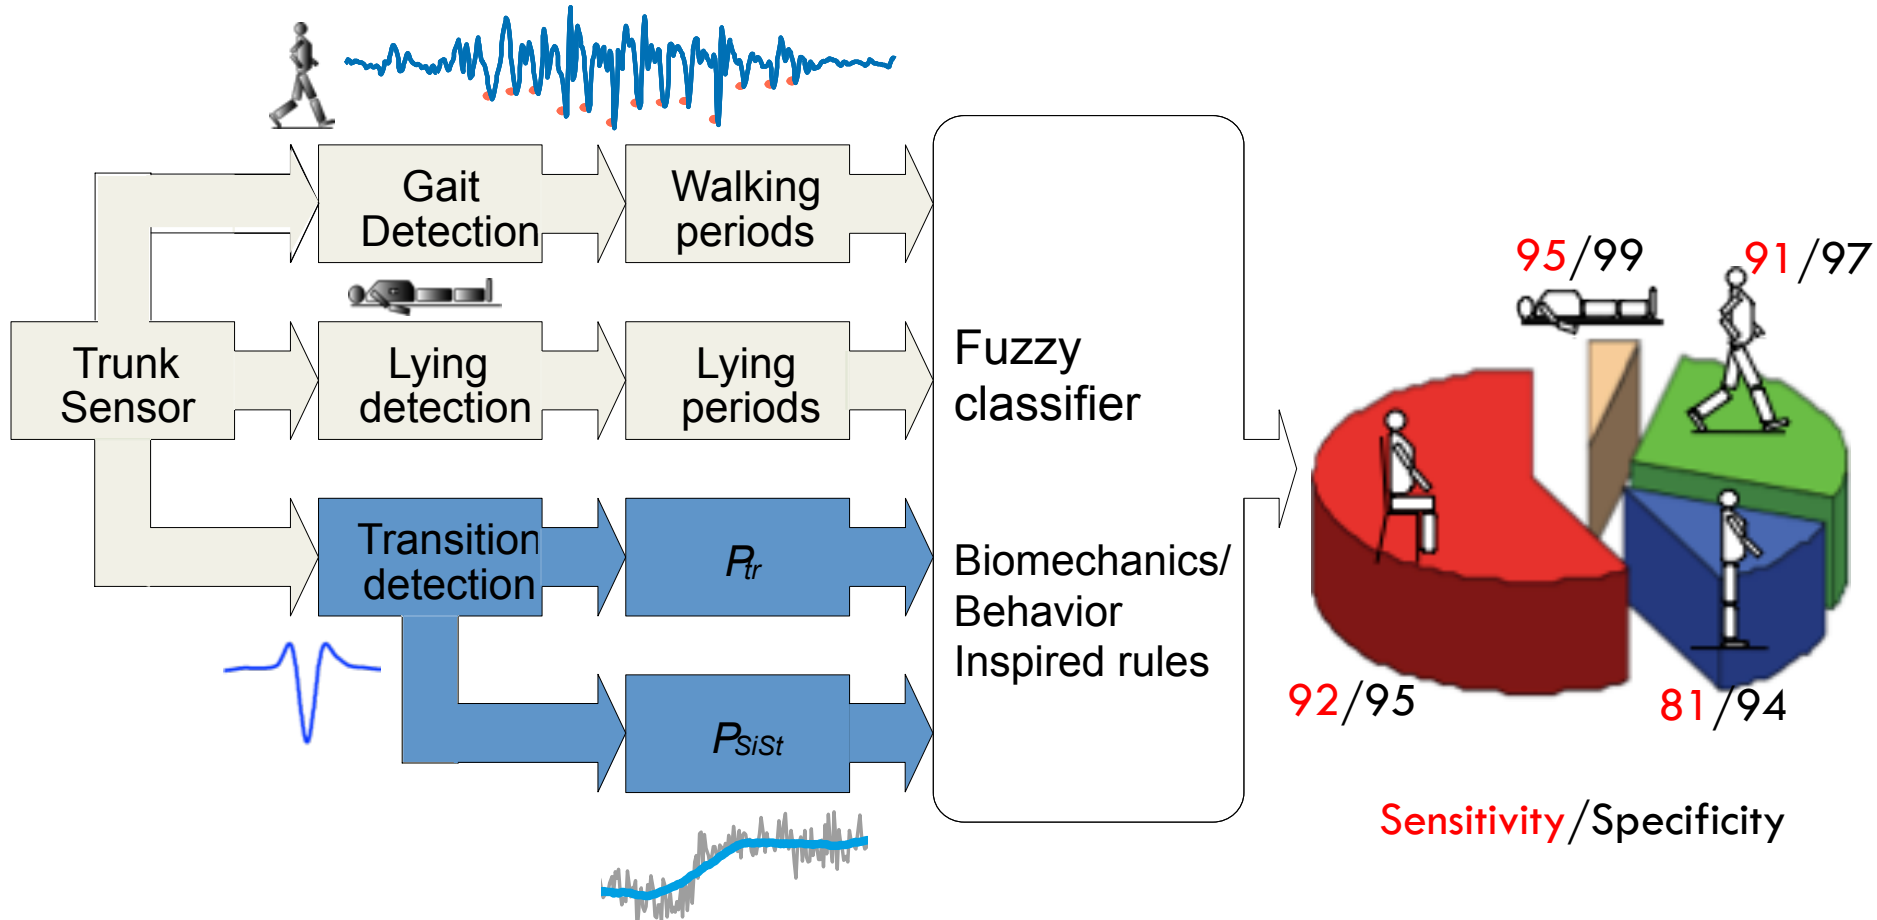 Gait
Detection
Walking
periods
Trunk
Sensor
Lying
detection
Lying
periods
Transition
detection
Ptr
PSiSt
Fuzzy
classifier
Biomechanics/
Behavior
Inspired rules
95/99
91/97
92/95
81/94
Sensitivity/Specificity